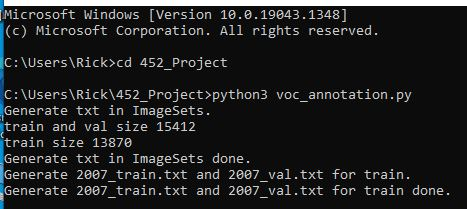 Microsoft Windows [Version 10.0.19043.1348]
(c) Microsoft Corporation. All rights reserved.
C:\Users\Rick>cd 452_Project
C:\Users\Rick\452_Project>python3 voc_annotation.py
Generate txt in ImageSets.
train and val size 15412
train size 13870
Generate txt in ImageSets done.
Generate 2007_train.txt and 2007_val.txt for train.
Generate 2007_train.txt and 2007_val.txt for train done.